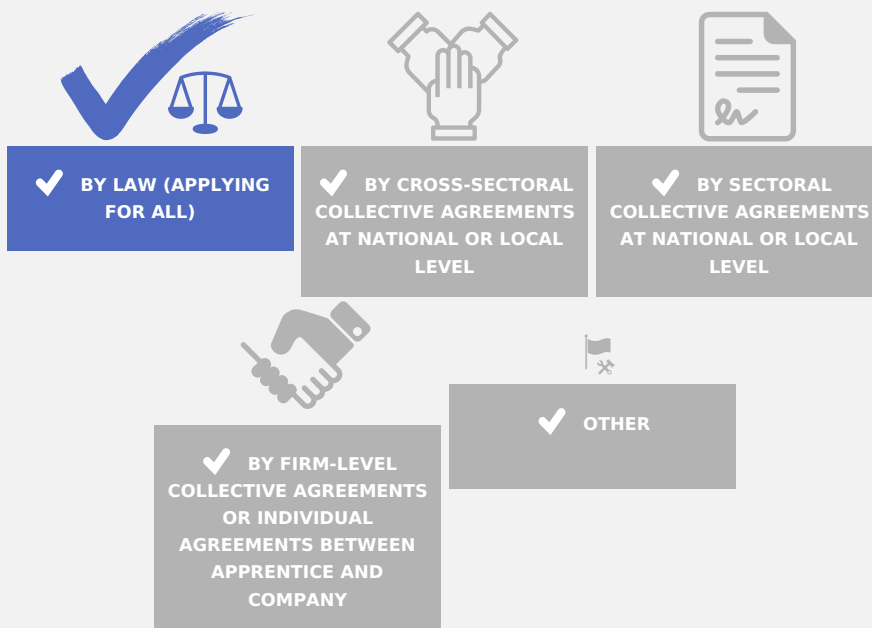 BY LAW (APPLYING
FOR ALL)
BY CROSS-SECTORAL
COLLECTIVE AGREEMENTS
AT NATIONAL OR LOCAL
LEVEL
BY SECTORAL
COLLECTIVE AGREEMENTS
AT NATIONAL OR LOCAL
LEVEL
BY FIRM-LEVEL
COLLECTIVE AGREEMENTS
OR INDIVIDUAL
AGREEMENTS BETWEEN
APPRENTICE AND
COMPANY
OTHER